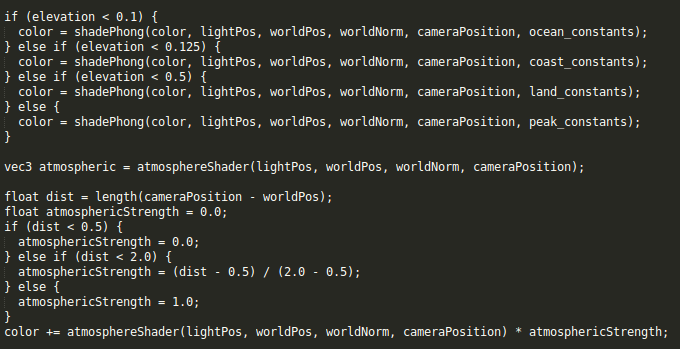 if (elevation < 0.1) {
  color = shadePhong(color, lightPos, worldPos, worldNorm, cameraPosition, ocean_constants);
} else if (elevation < 0.125) {
  color = shadePhong(color, lightPos, worldPos, worldNorm, cameraPosition, coast_constants);
} else if (elevation < 0.5) {
  color = shadePhong(color, lightPos, worldPos, worldNorm, cameraPosition, land_constants);
} else {
  color = shadePhong(color, lightPos, worldPos, worldNorm, cameraPosition, peak_constants);
}

vec3 atmospheric = atmosphereShader(lightPos, worldPos, worldNorm, cameraPosition);

float dist = length(cameraPosition - worldPos);
float atmosphericStrength = 0.0;
if (dist < 0.5) {
  atmosphericStrength = 0.0;
} else if (dist < 2.0) {
  atmosphericStrength = (dist - 0.5) / (2.0 - 0.5);
} else {
  atmosphericStrength = 1.0;
}
color += atmosphereShader(lightPos, worldPos, worldNorm, cameraPosition) * atmosphericStrength;